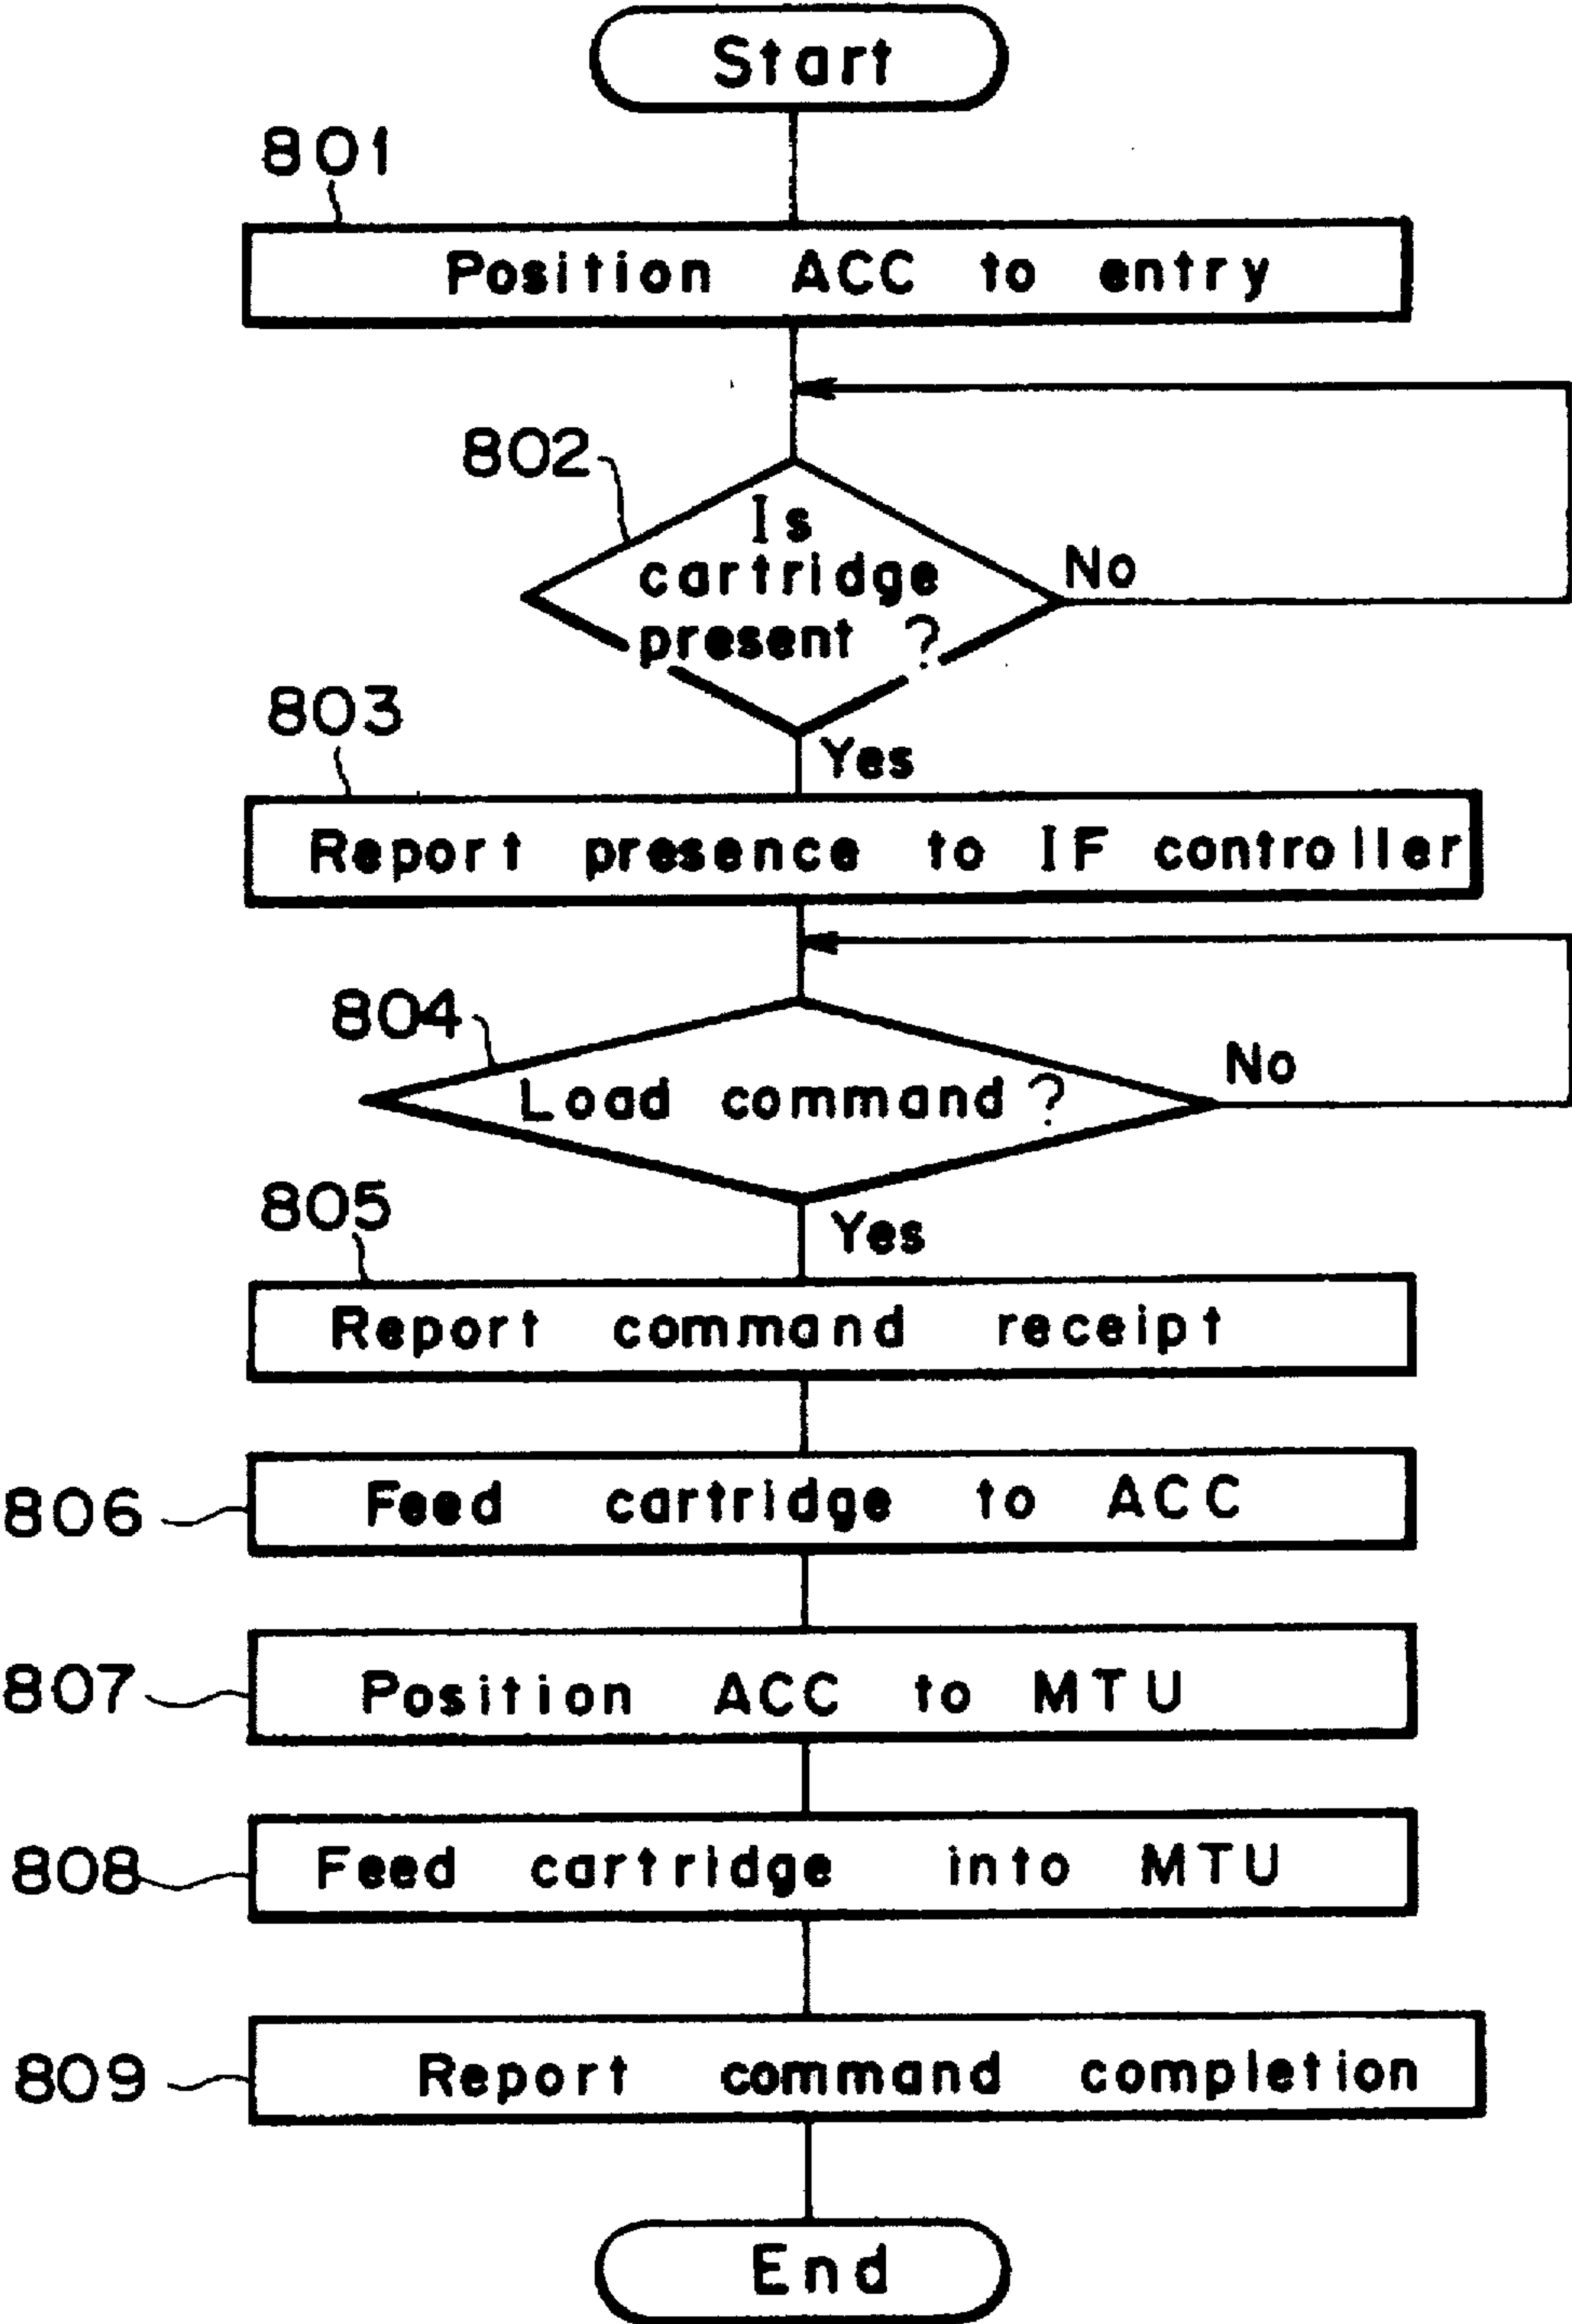 Start
801
Position ACC to entry
802
Is
cartridge
present ?
No
Yes
803
Report presence to IF controller
804
Load command ?
No
Yes
805
Report command receipt
806
Feed cartridge to ACC
807
Position ACC to MTU
808
Feed cartridge into MTU
809
Report command completion
End